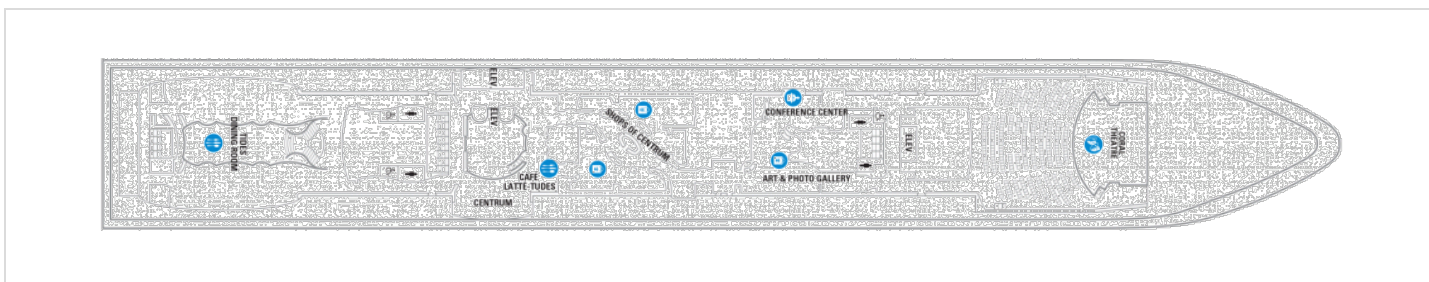 ELEV
ELEV
TIDES
DINING ROOM
SHOPS OF CENTRUM
CONFERENCE CENTER
ELEV
CORAL
THEATRE
CAFE
LATTE-TUDES
ART & PHOTO GALLERY
CENTRUM